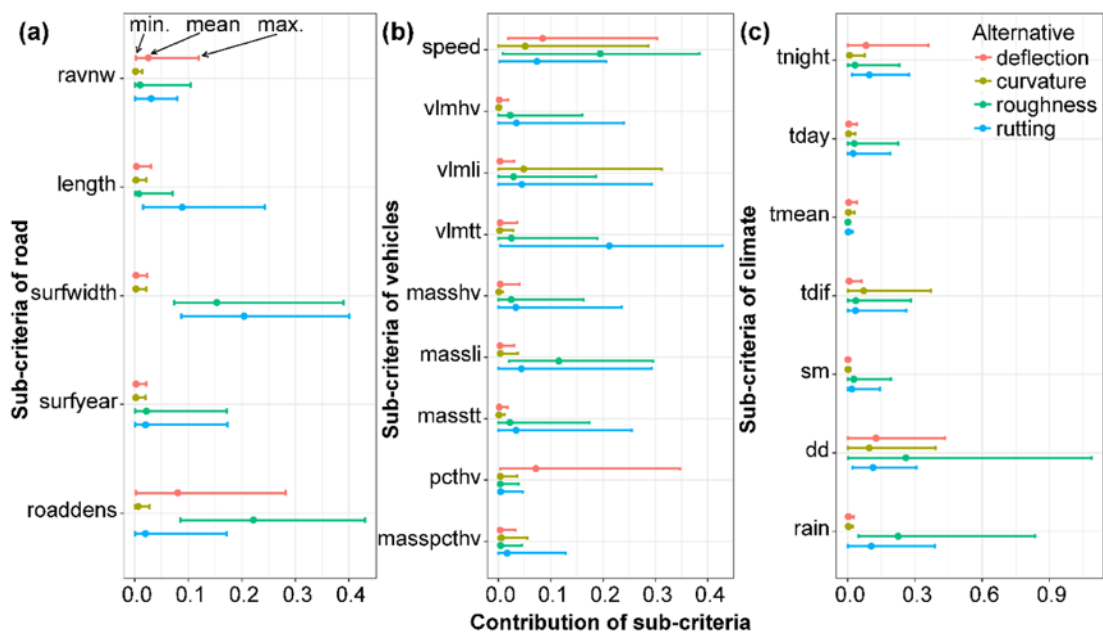 (a)
min.
mean
max.
Sub-criteria of road
ravnw
length
surfwidth
surfyear
roaddens
0.0 0.1 0.2 0.3 0.4
(b)
Sub-criteria of vehicles
speed
vlmhv
vlmli
vlmtt
masshv
massli
masstt
pcthv
masspcthv
0.0 0.1 0.2 0.3 0.4
Contribution of sub-criteria
(c)
Sub-criteria of climate
tnight
tday
tmean
tdif
sm
dd
rain
0.0 0.3 0.6 0.9
Alternative
deflection
curvature
roughness
rutting